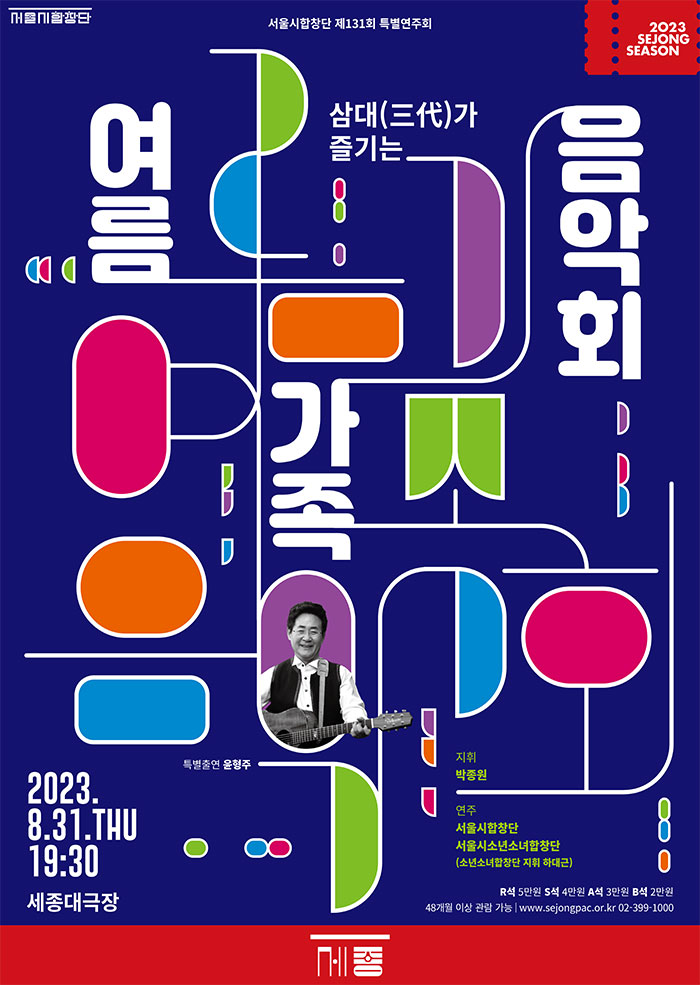 서울시합창단
서울시합창단 제131회 특별연주회
2023
SEJONG
SEASON
삼대(三代)가
즐기는
여름
가족
음악회
특별출연 윤형주
2023.
8.31.THU
19:30
세종대극장
지휘
박종원
연주
서울시합창단
서울시소년소녀합창단
(소년소녀합창단 지휘 하대근)
R석 5만원 S석 4만원 A석 3만원 B석 2만원
48개월 이상 관람 가능 | www.sejongpac.or.kr 02-399-1000
세종